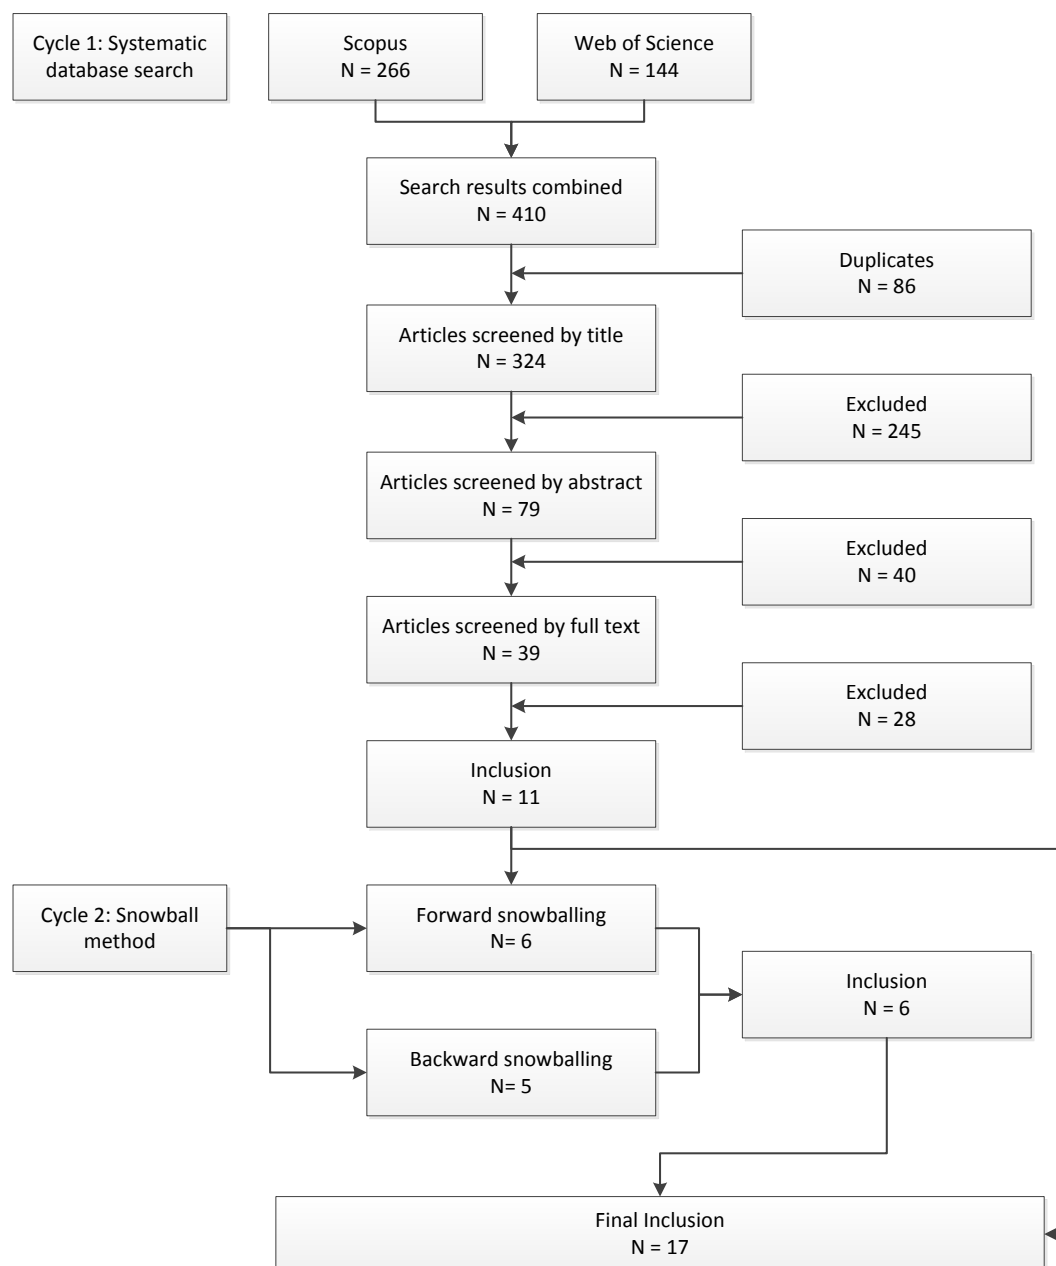 Cycle 1: Systematic
database search
Scopus
N = 266
Web of Science
N = 144
Search results combined
N = 410
Duplicates
N = 86
Articles screened by title
N = 324
Excluded
N = 245
Articles screened by abstract
N = 79
Excluded
N = 40
Articles screened by full text
N = 39
Excluded
N = 28
Inclusion
N = 11
Cycle 2: Snowball
method
Forward snowballing
N= 6
Inclusion
N = 6
Backward snowballing
N= 5
Final Inclusion
N = 17